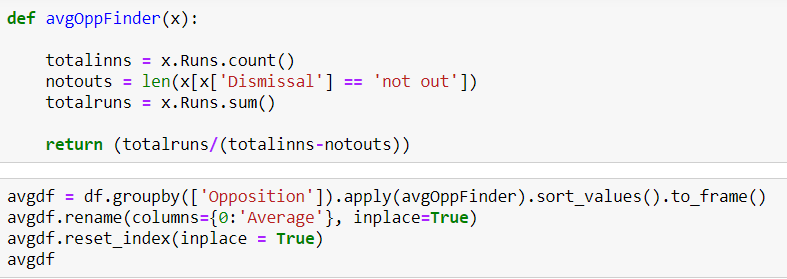 def avgOppFinder(x):
    totalinns = x.Runs.count()
    notouts = len(x[x['Dismissal'] == 'not out'])
    totalruns = x.Runs.sum()
    return (totalruns/(totalinns-notouts))
avgdf = df.groupby(['Opposition']).apply(avgOppFinder).sort_values().to_frame()
avgdf.rename(columns={0:'Average'}, inplace=True)
avgdf.reset_index(inplace = True)
avgdf